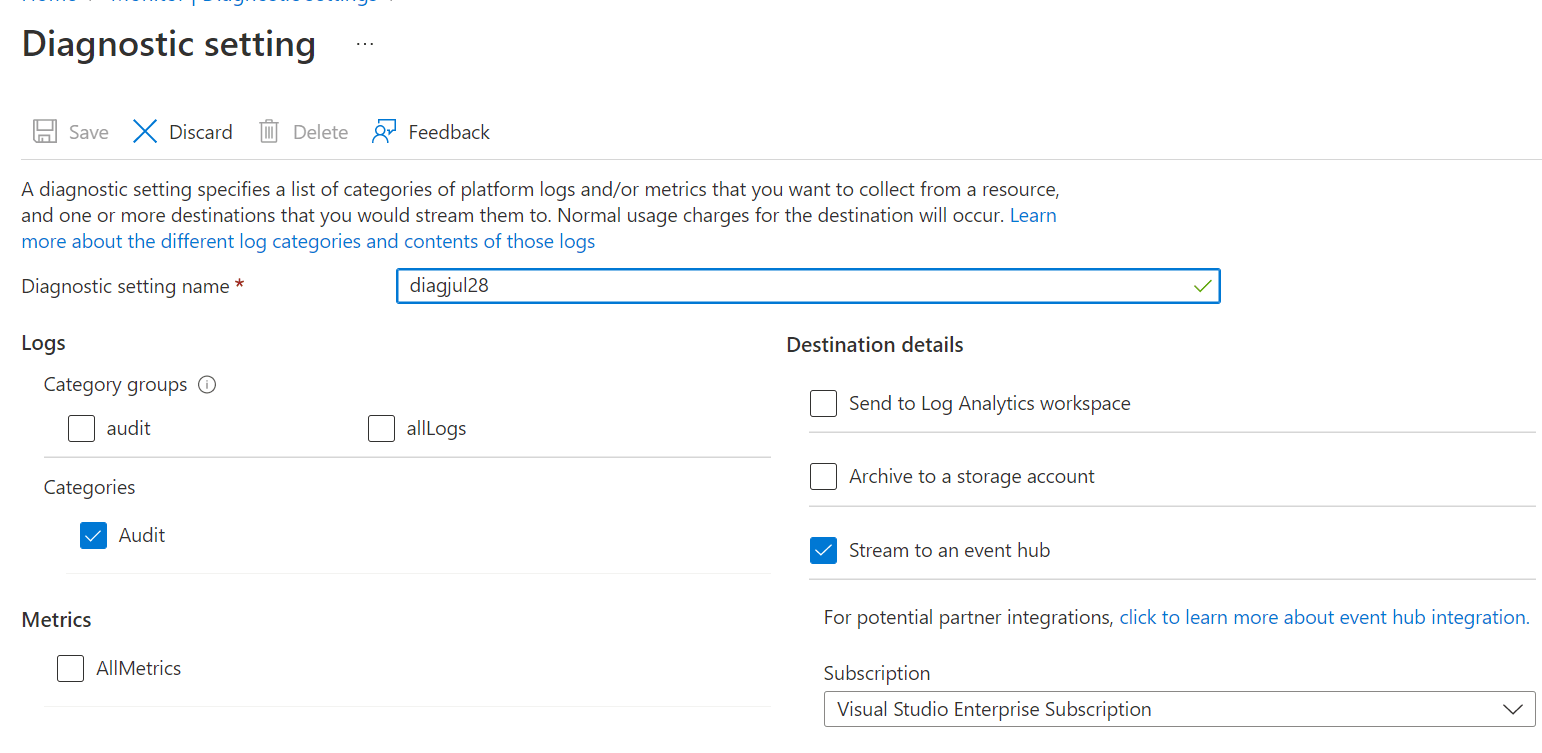 Diagnostic setting ...
Save Discard Delete Feedback
A diagnostic setting specifies a list of categories of platform logs and/or metrics that you want to collect from a resource,
and one or more destinations that you would stream them to. Normal usage charges for the destination will occur. Learn
more about the different log categories and contents of those logs
Diagnostic setting name *
diagjul28
Logs
Category groups
audit
allLogs
Categories
Audit
Metrics
AllMetrics
Destination details
Send to Log Analytics workspace
Archive to a storage account
Stream to an event hub
For potential partner integrations, click to learn more about event hub integration.
Subscription
Visual Studio Enterprise Subscription